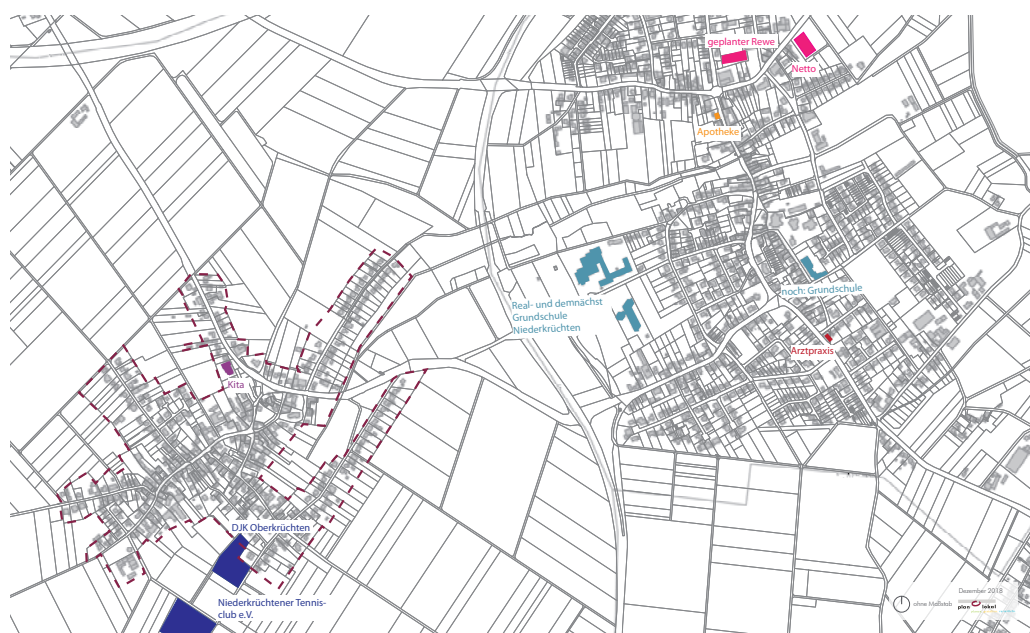 geplanter Rewe
Netto
Apotheke
Real- und demnächst
Grundschule
Niederkrüchten
noch: Grundschule
Arztpraxis
Kita
DJK Oberkrüchten
Niederkrüchtener Tennis-
club e.V.
Dezember 2018
ohne Maßstab
plan lokal